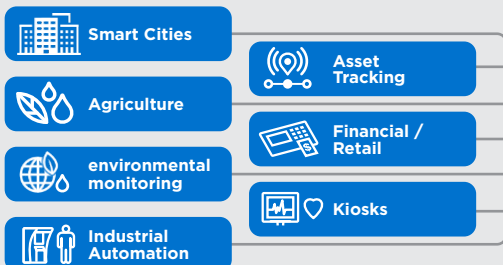 Smart Cities
Asset
Tracking
Agriculture
Financial /
Retail
environmental
monitoring
Kiosks
Industrial
Automation